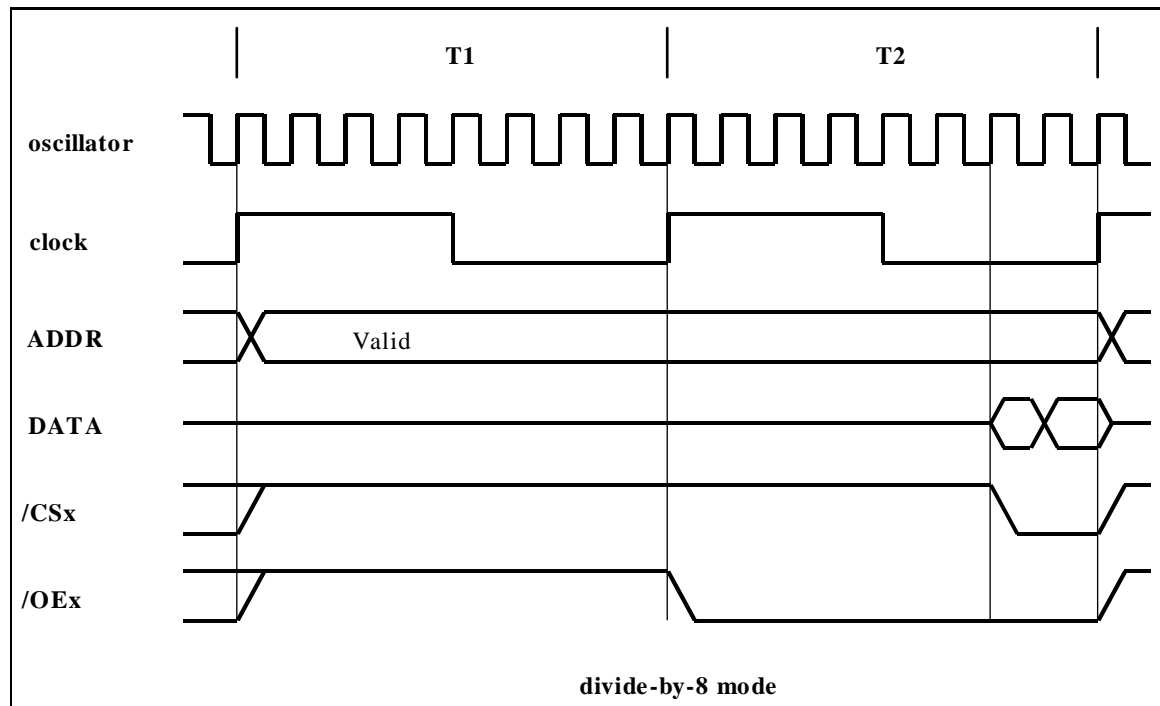 T1 T2
oscillator
clock
ADDR Valid
DATA
/CSx
/OEx
divide-by-8 mode